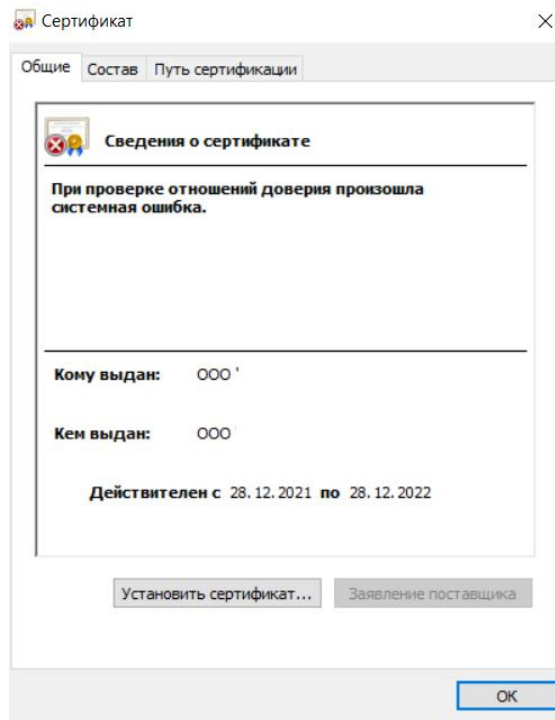 Сертификат
Общие Состав Путь сертификации
Сведения о сертификате
При проверке отношений доверия произошла
системная ошибка.
Кому выдан: ООО '
Кем выдан: ООО
Действителен с 28.12.2021 по 28.12.2022
Установить сертификат... Заявление поставщика
ОК